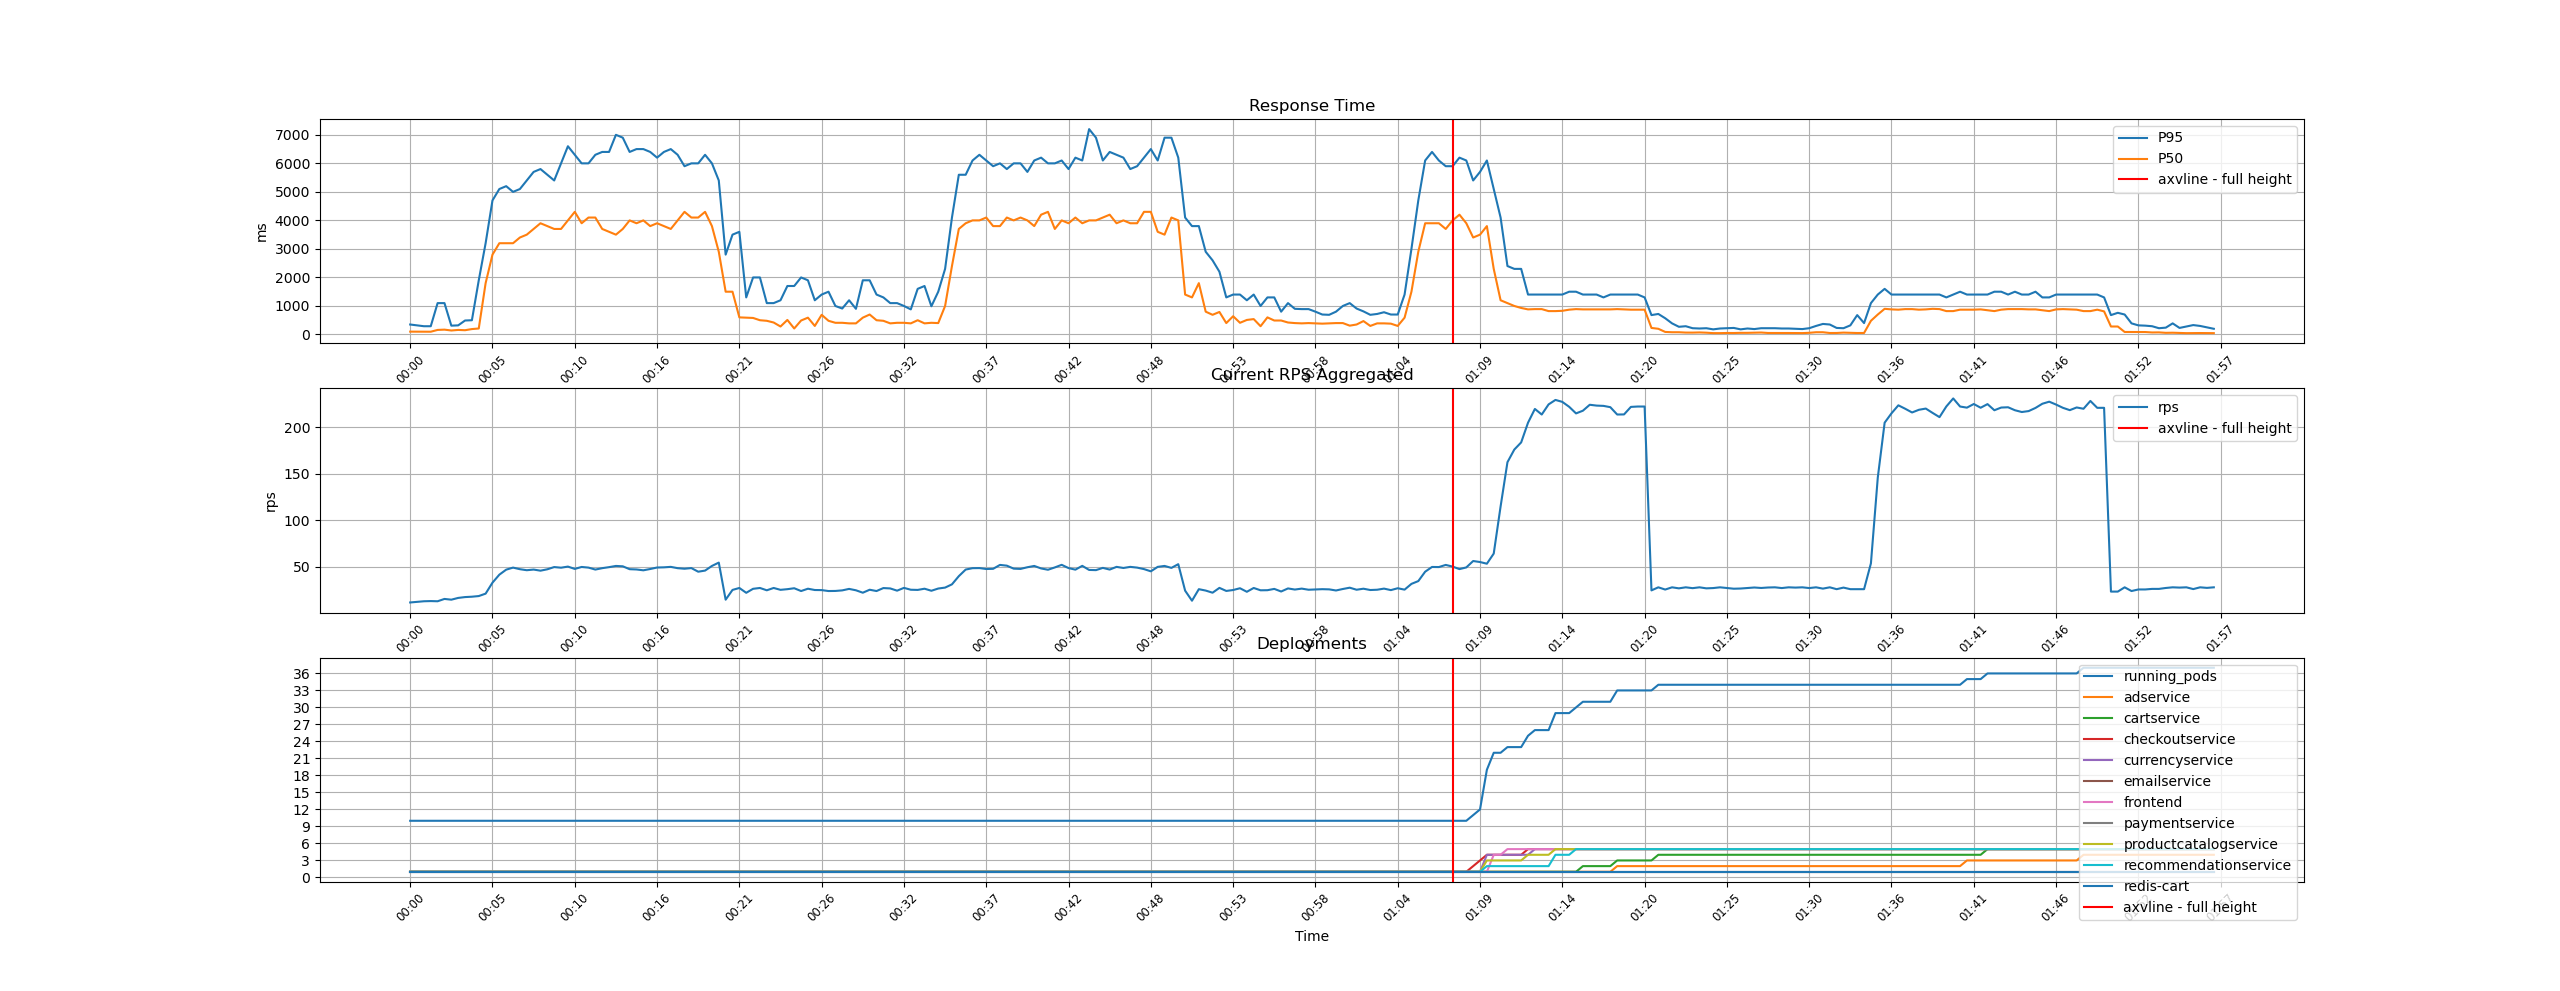 Response Time
7000
6000
5000
4000
3000
2000
1000
0
ms
P95
P50
axvline - full height
00:00 00:05 00:10 00:16 00:21 00:26 00:32 00:37 00:42 00:48 00:53 00:58 01:04 01:09 01:14 01:20 01:25 01:30 01:36 01:41 01:46 01:52 01:57
Current RPS Aggregated
200
150
100
50
rps
rps
axvline - full height
00:00 00:05 00:10 00:16 00:21 00:26 00:32 00:37 00:42 00:48 00:53 00:58 01:04 01:09 01:14 01:20 01:25 01:30 01:36 01:41 01:46 01:52 01:57
Deployments
36
33
30
27
24
21
18
15
12
9
6
3
0
running_pods
adservice
cartservice
checkoutservice
currencyservice
emailservice
frontend
paymentservice
productcatalogservice
recommendationservice
redis-cart
axvline - full height
00:00 00:05 00:10 00:16 00:21 00:26 00:32 00:37 00:42 00:48 00:53 00:58 01:04 01:09 01:14 01:20 01:25 01:30 01:36 01:41 01:46
Time